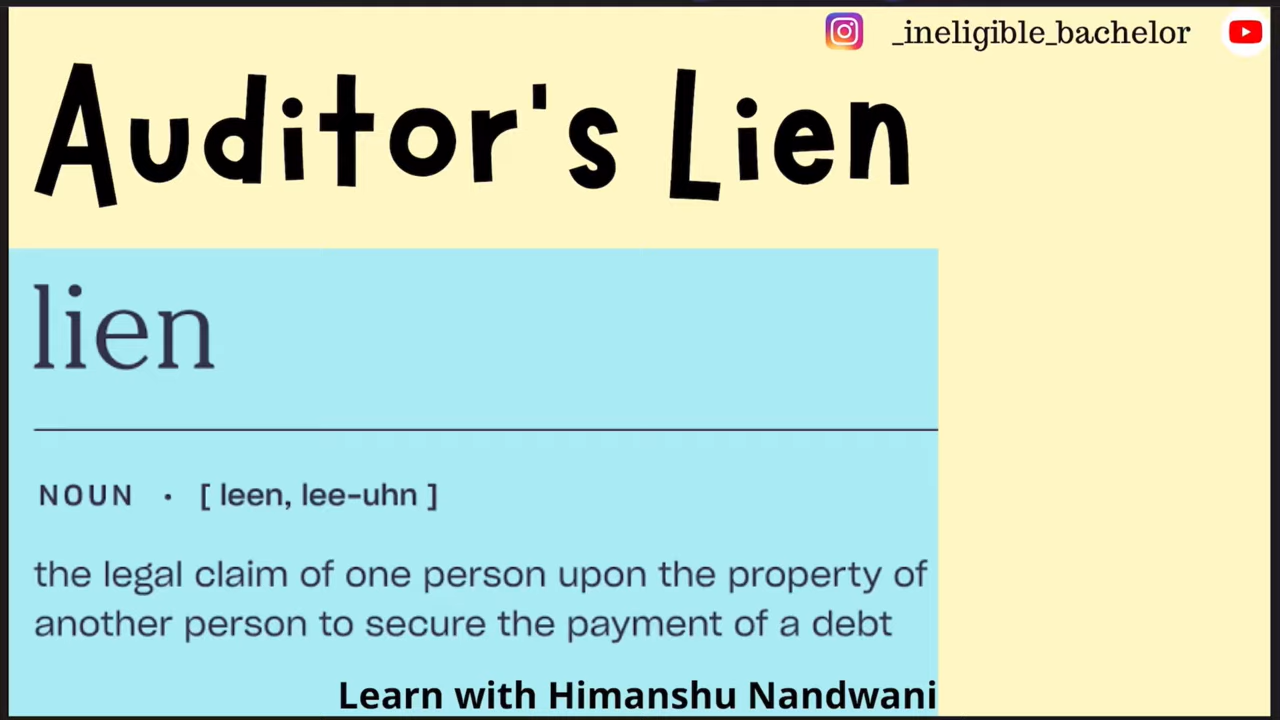 _ineligible_bachelor
Auditor's Lien
lien
NOUN · [ leen, lee-uhn ]
the legal claim of one person upon the property of
another person to secure the payment of a debt
Learn with Himanshu Nandwani